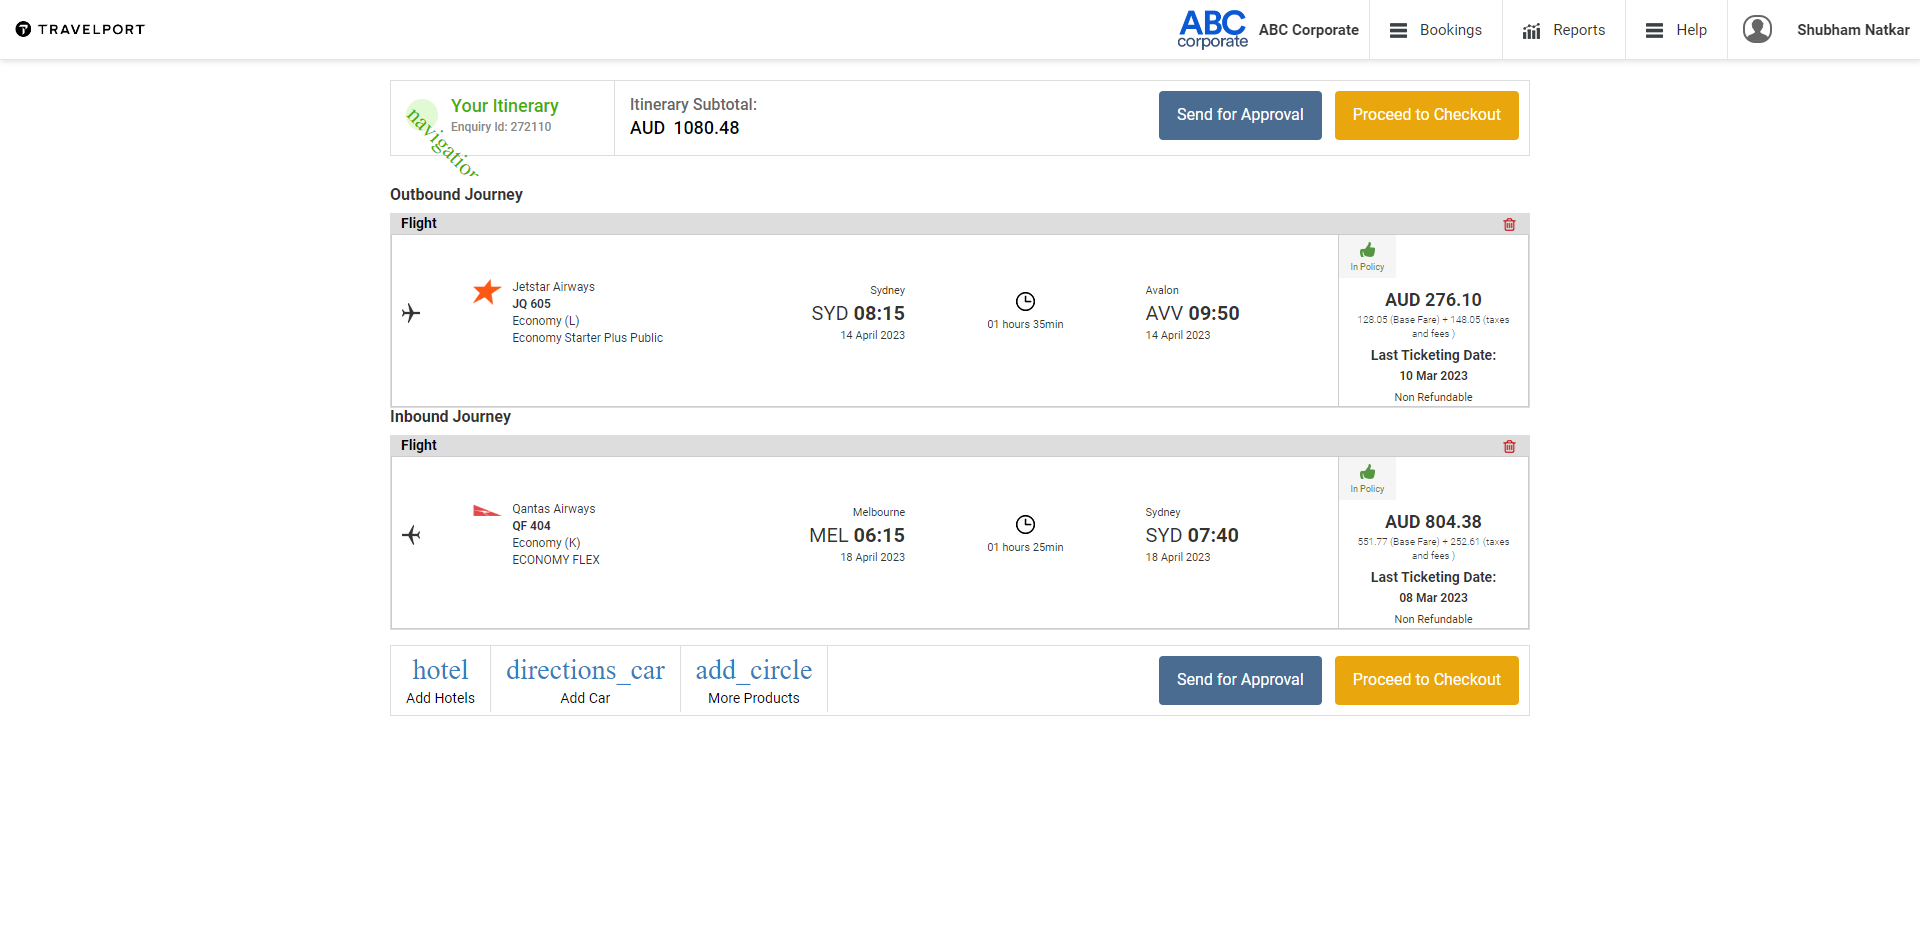 TRAVELPORT
ABC
corporate
ABC Corporate
Bookings
Reports
Help
Shubham Natkar
navigation
Your Itinerary
Enquiry Id: 272110
Itinerary Subtotal:
AUD 1080.48
Send for Approval
Proceed to Checkout
Outbound Journey
Flight
Jetstar Airways
JQ 605
Economy (L)
Economy Starter Plus Public
Sydney
SYD 08:15
14 April 2023
01 hours 35min
Avalon
AVV 09:50
14 April 2023
In Policy
AUD 276.10
128.05 (Base Fare) + 148.05 (taxes
and fees )
Last Ticketing Date:
10 Mar 2023
Non Refundable
Inbound Journey
Flight
Qantas Airways
QF 404
Economy (K)
ECONOMY FLEX
Melbourne
MEL 06:15
18 April 2023
01 hours 25min
Sydney
SYD 07:40
18 April 2023
In Policy
AUD 804.38
551.77 (Base Fare) + 252.61 (taxes
and fees )
Last Ticketing Date:
08 Mar 2023
Non Refundable
hotel
Add Hotels
directions_car
Add Car
add_circle
More Products
Send for Approval
Proceed to Checkout